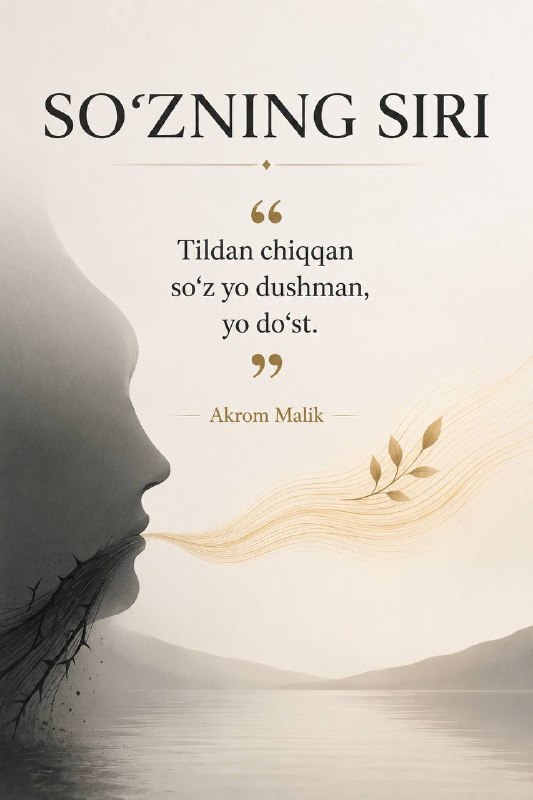 SO‘ZNING SIRI
“
Tildan chiqqan
so‘z yo dushman,
yo do‘st.
”
Akrom Malik